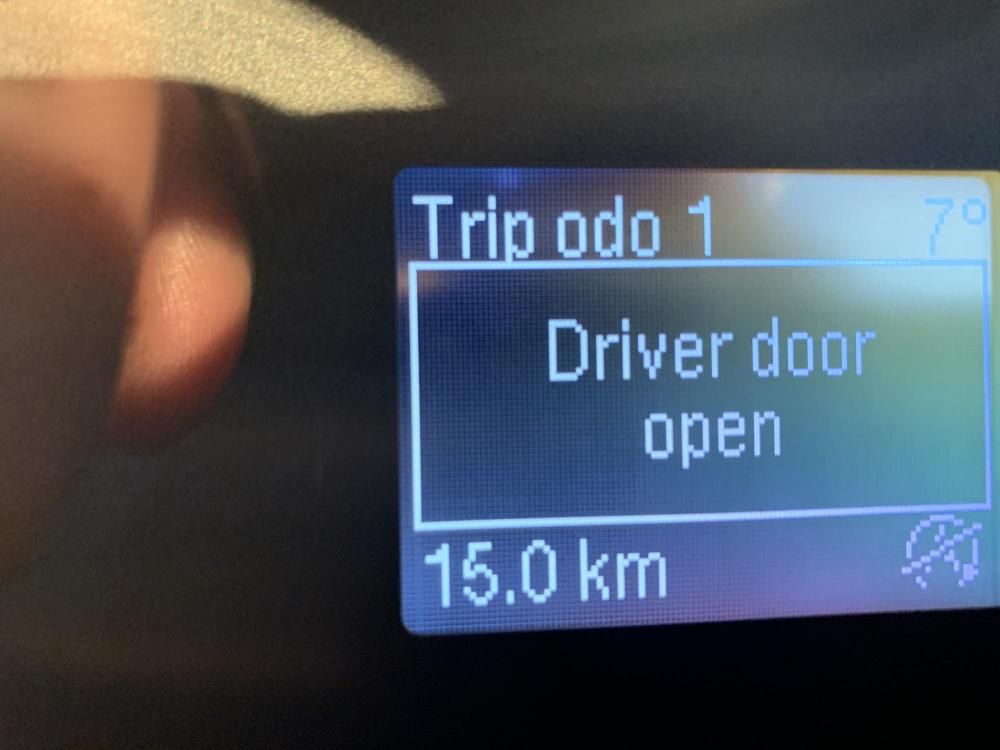 Trip odo 1 7°
Driver door
open
15.0 km